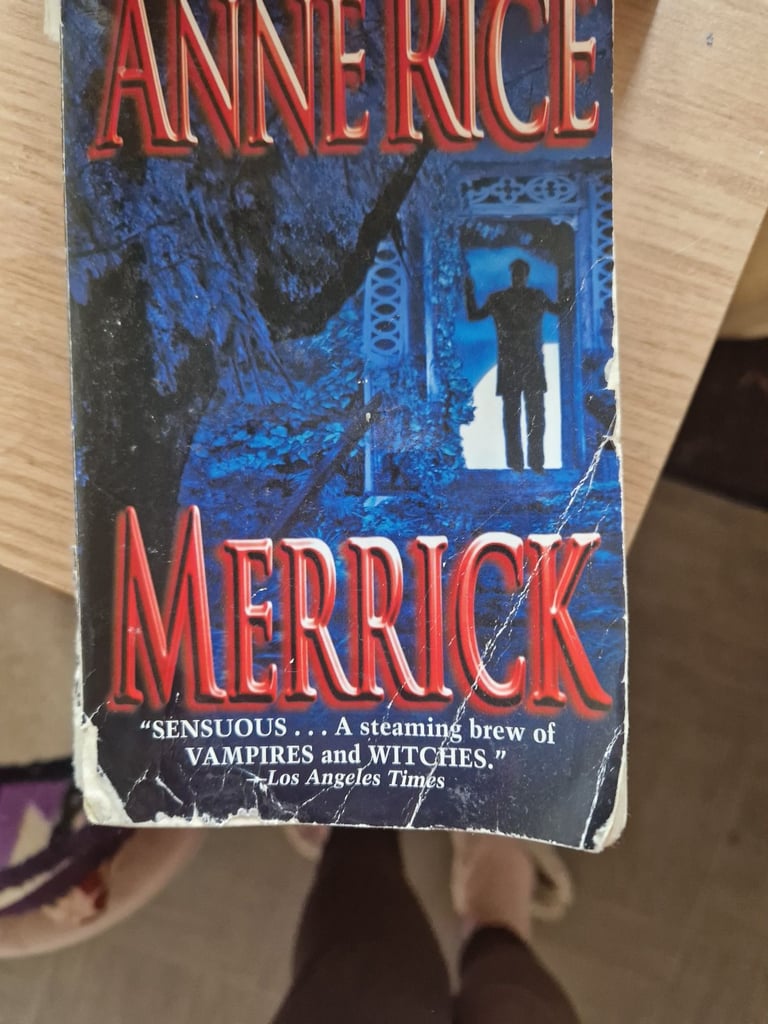 ANNE RICE
MERRICK
“SENSUOUS . . . A steaming brew of
VAMPIRES and WITCHES.”
—Los Angeles Times